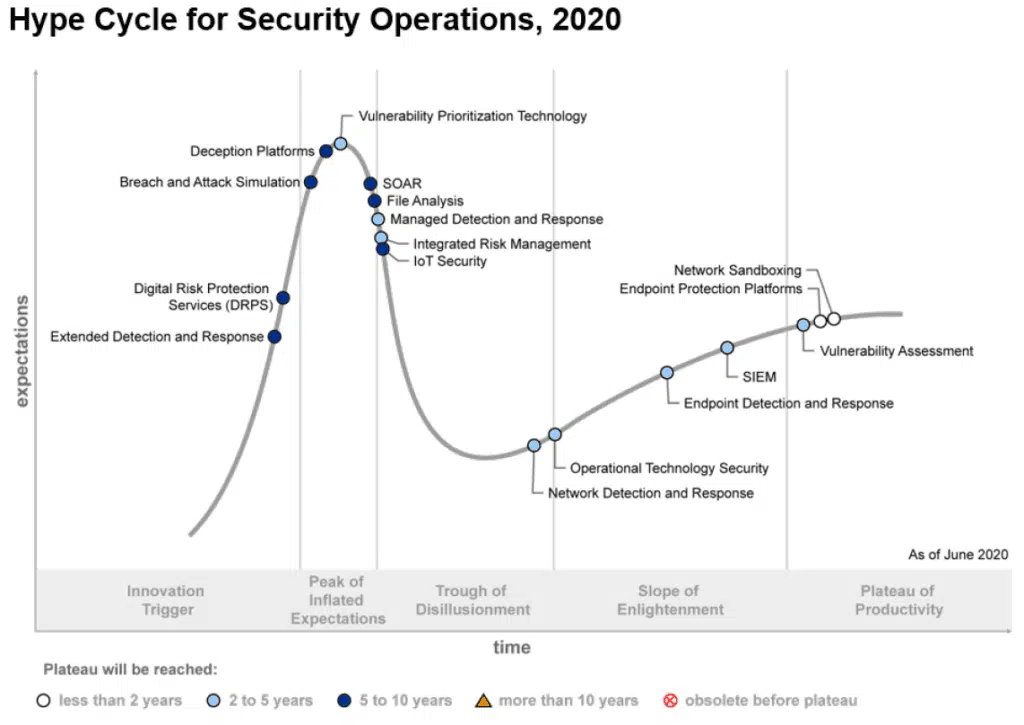 Hype Cycle for Security Operations, 2020
expectations
Vulnerability Prioritization Technology
Deception Platforms
Breach and Attack Simulation
SOAR
File Analysis
Managed Detection and Response
Integrated Risk Management
IoT Security
Digital Risk Protection
Services (DRPS)
Extended Detection and Response
Network Sandboxing
Endpoint Protection Platforms
Vulnerability Assessment
SIEM
Endpoint Detection and Response
Operational Technology Security
Network Detection and Response
As of June 2020
Innovation
Trigger
Peak of
Inflated
Expectations
Trough of
Disillusionment
Slope of
Enlightenment
Plateau of
Productivity
time
Plateau will be reached:
less than 2 years
2 to 5 years
5 to 10 years
more than 10 years
obsolete before plateau